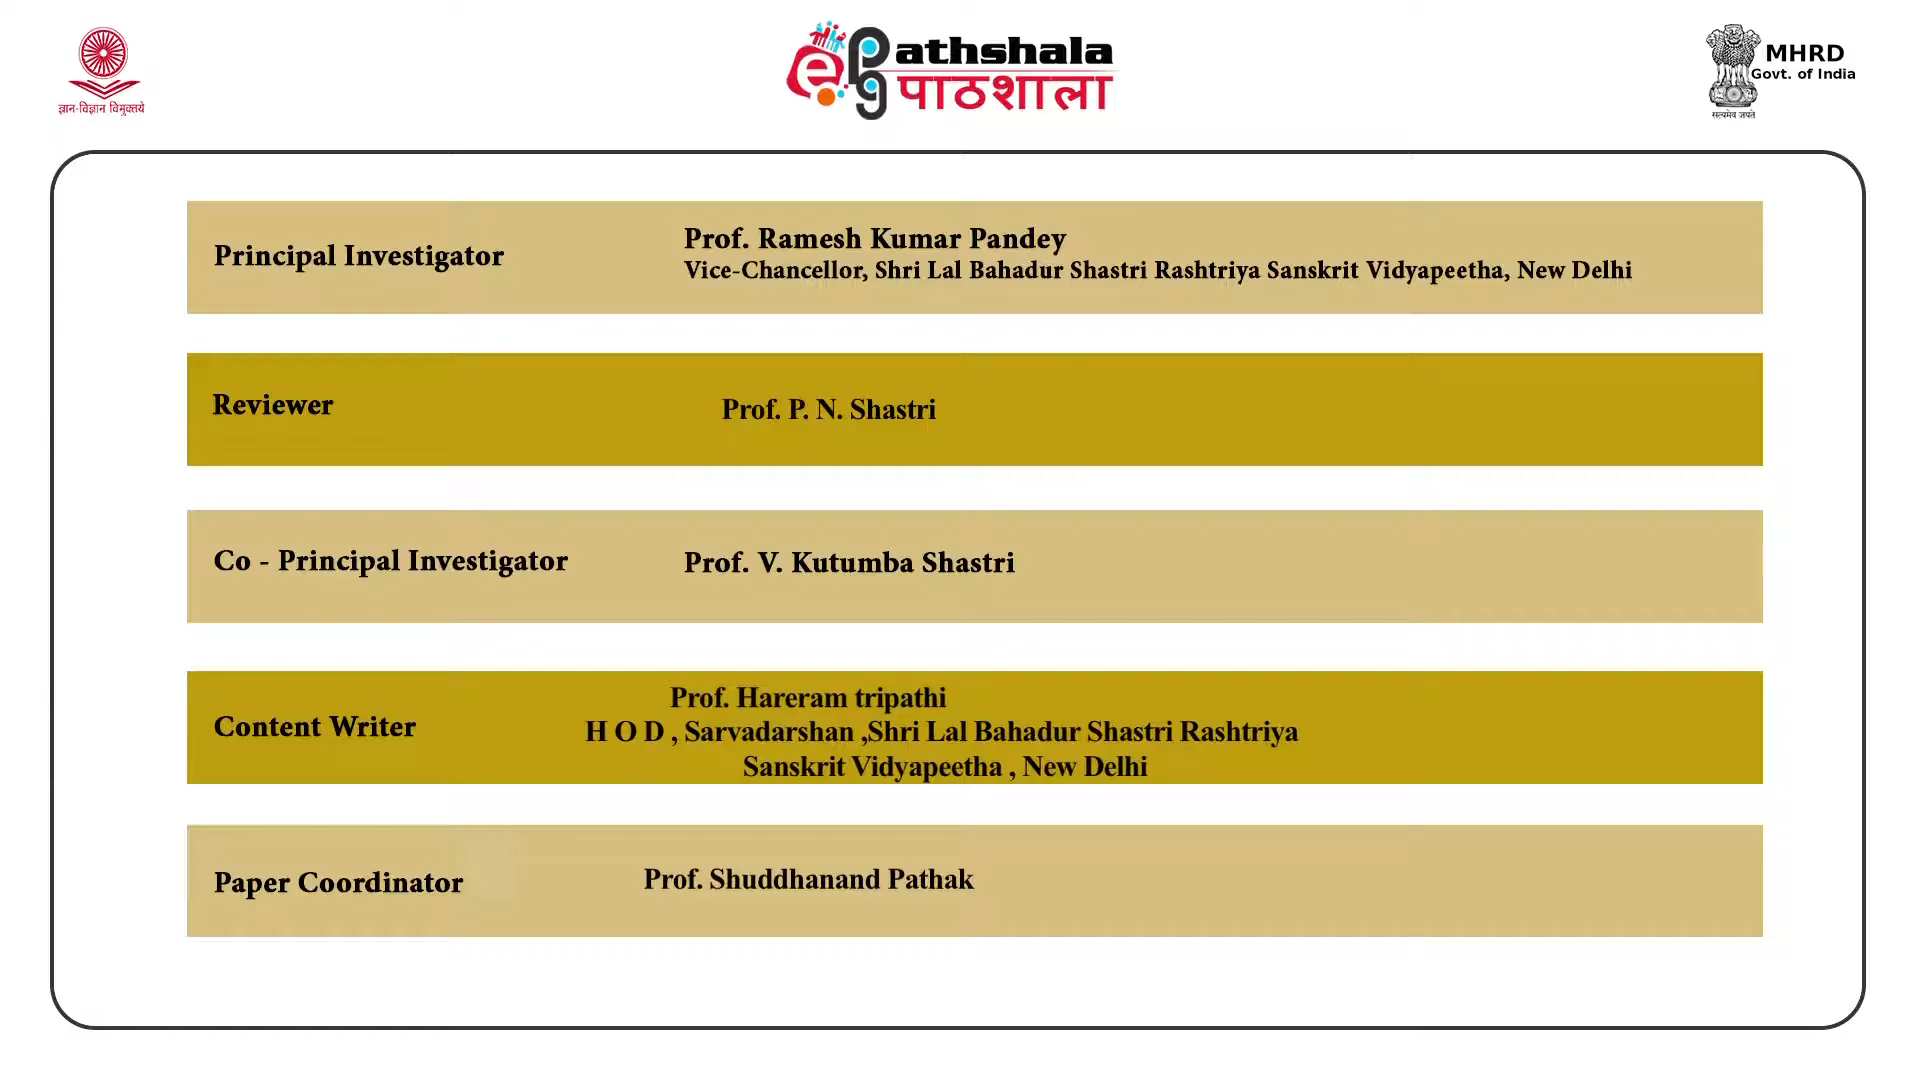 ज्ञान-विज्ञान विमुक्तये
ePGathshala
पाठशाला
MHRD
Govt. of India
सत्यमेव जयते
Principal Investigator
Prof. Ramesh Kumar Pandey
Vice-Chancellor, Shri Lal Bahadur Shastri Rashtriya Sanskrit Vidyapeetha, New Delhi
Reviewer
Prof. P. N. Shastri
Co - Principal Investigator
Prof. V. Kutumba Shastri
Content Writer
Prof. Hareram tripathi
H O D , Sarvadarshan ,Shri Lal Bahadur Shastri Rashtriya
Sanskrit Vidyapeetha , New Delhi
Paper Coordinator
Prof. Shuddhanand Pathak